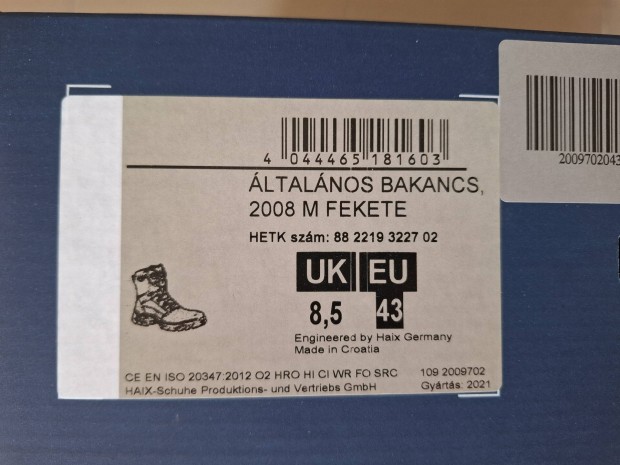 4 044465 181603
2009702043
ÁLTALÁNOS BAKANCS,
2008 M FEKETE
HETK szám: 88 2219 3227 02
UK EU
8,5 43
Engineered by Haix Germany
Made in Croatia
CE EN ISO 20347:2012 O2 HRO HI CI WR FO SRC 109 2009702
HAIX-Schuhe Produktions- und Vertriebs GmbH Gyártás: 2021